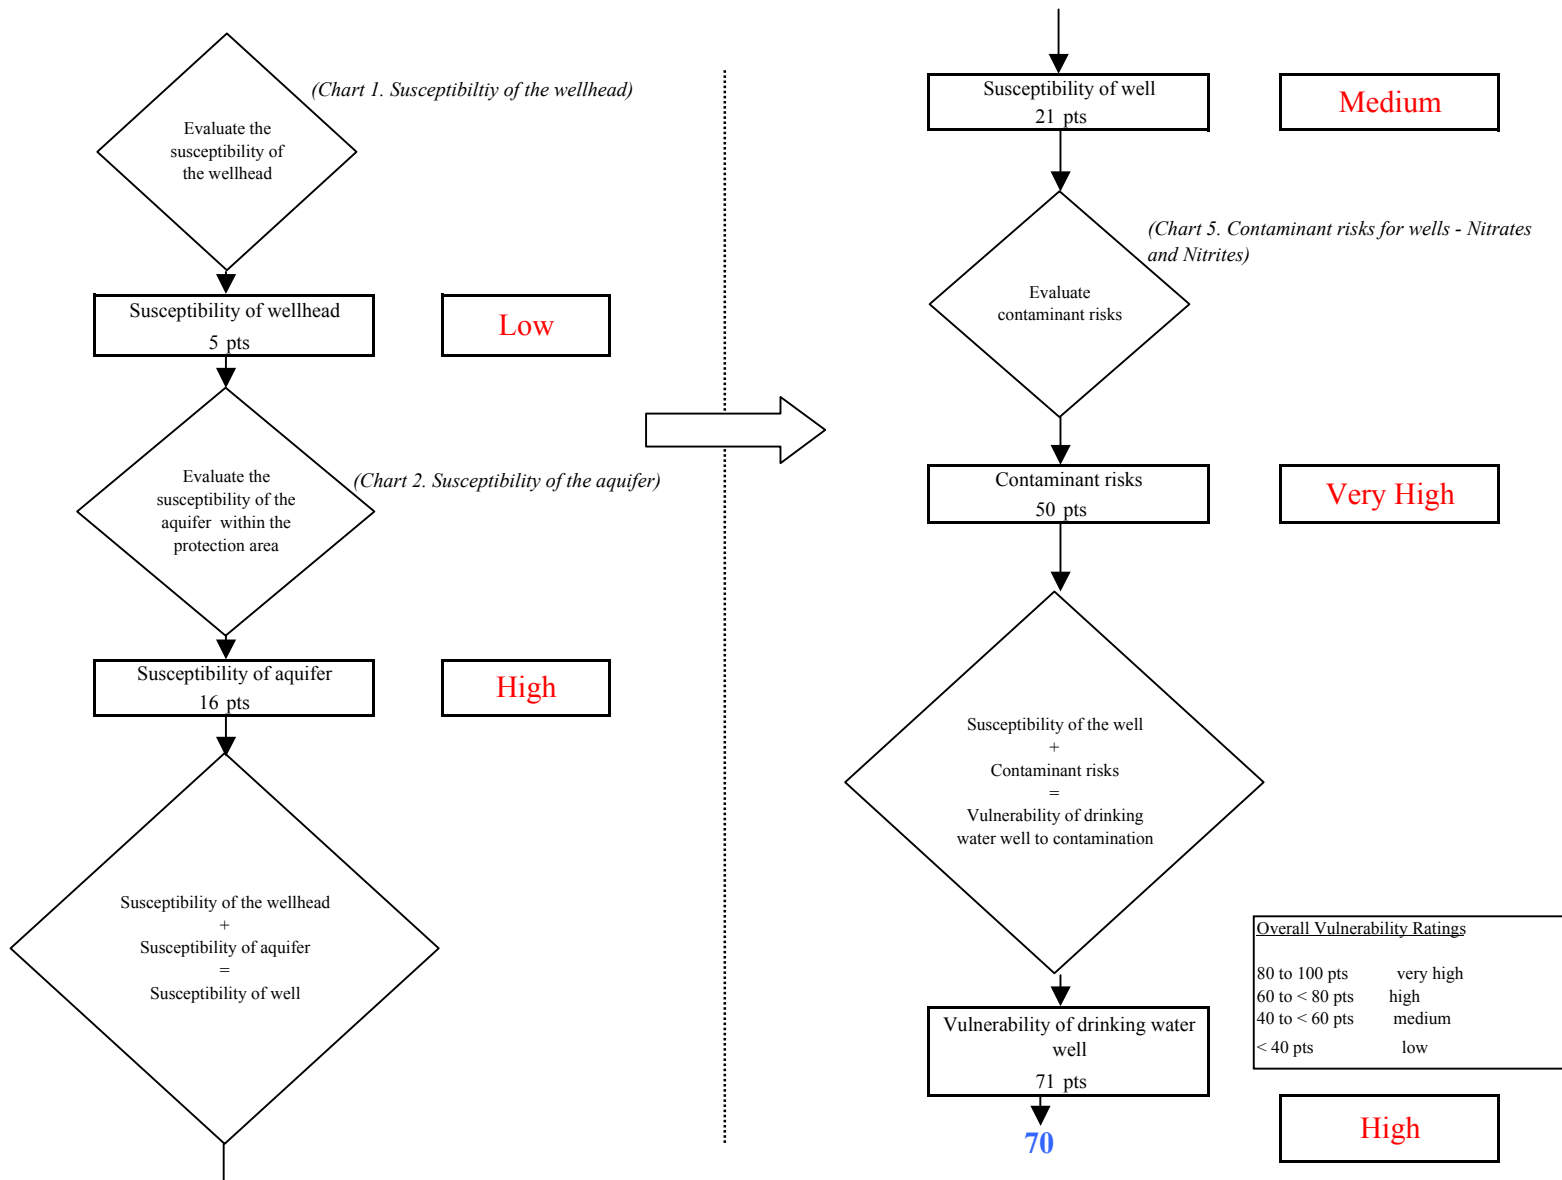 (Chart 1. Susceptibiltiy of the wellhead)
Evaluate the
susceptibility of
the wellhead
Susceptibility of wellhead
5 pts
Low
Evaluate the
susceptibility of the
aquifer within the
protection area
(Chart 2. Susceptibility of the aquifer)
Susceptibility of aquifer
16 pts
High
Susceptibility of the wellhead
+
Susceptibility of aquifer
=
Susceptibility of well
Susceptibility of well
21 pts
Medium
(Chart 5. Contaminant risks for wells - Nitrates
and Nitrites)
Evaluate
contaminant risks
Contaminant risks
50 pts
Very High
Susceptibility of the well
+
Contaminant risks
=
Vulnerability of drinking
water well to contamination
Overall Vulnerability Ratings
80 to 100 pts very high
60 to < 80 pts high
40 to < 60 pts medium
< 40 pts low
Vulnerability of drinking water
well
71 pts
70
High